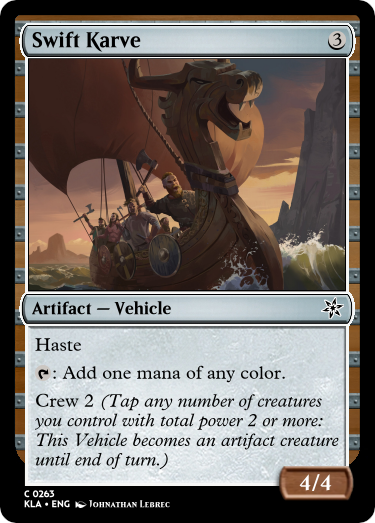 Swift Karve 3
Artifact — Vehicle
Haste
: Add one mana of any color.
Crew 2 (Tap any number of creatures
you control with total power 2 or more:
This Vehicle becomes an artifact creature
until end of turn.)
4/4
C 0263
KLA • ENG Johnathan Lebrec